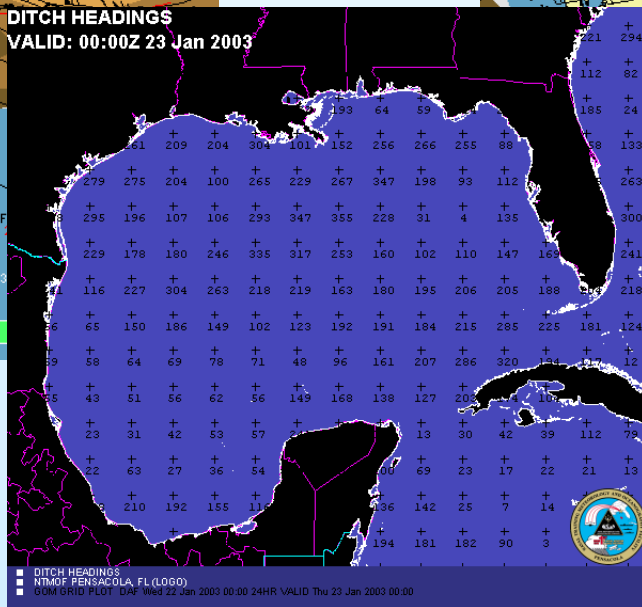 DITCH HEADINGS
VALID: 00:00Z 23 Jan 2003
221 294
112 82
193 64 59 185 24
261 209 204 304 101 152 256 266 255 88 133
279 275 204 100 265 229 267 347 198 93 112 263
295 196 107 106 293 347 355 228 31 4 135 300
229 178 180 246 335 317 253 160 102 110 147 169 241
116 227 304 263 218 219 163 180 195 206 205 188 218
65 150 186 149 102 123 192 191 184 215 285 225 181 124
58 64 69 78 71 48 96 161 207 286 320 194 12
43 51 56 62 56 149 168 138 127
23 31 42 53 57 13 30 42 39 112 79
22 63 27 36 54 69 23 17 22 21 13
210 192 155 136 142 25 7 14
194 181 182 90 3
DITCH HEADINGS
NTMOF PENSACOLA, FL (LOGO)
GOM GRID PLOT DAF Wed 22 Jan 2003 00:00 24HR VALID Thu 23 Jan 2003 00:00